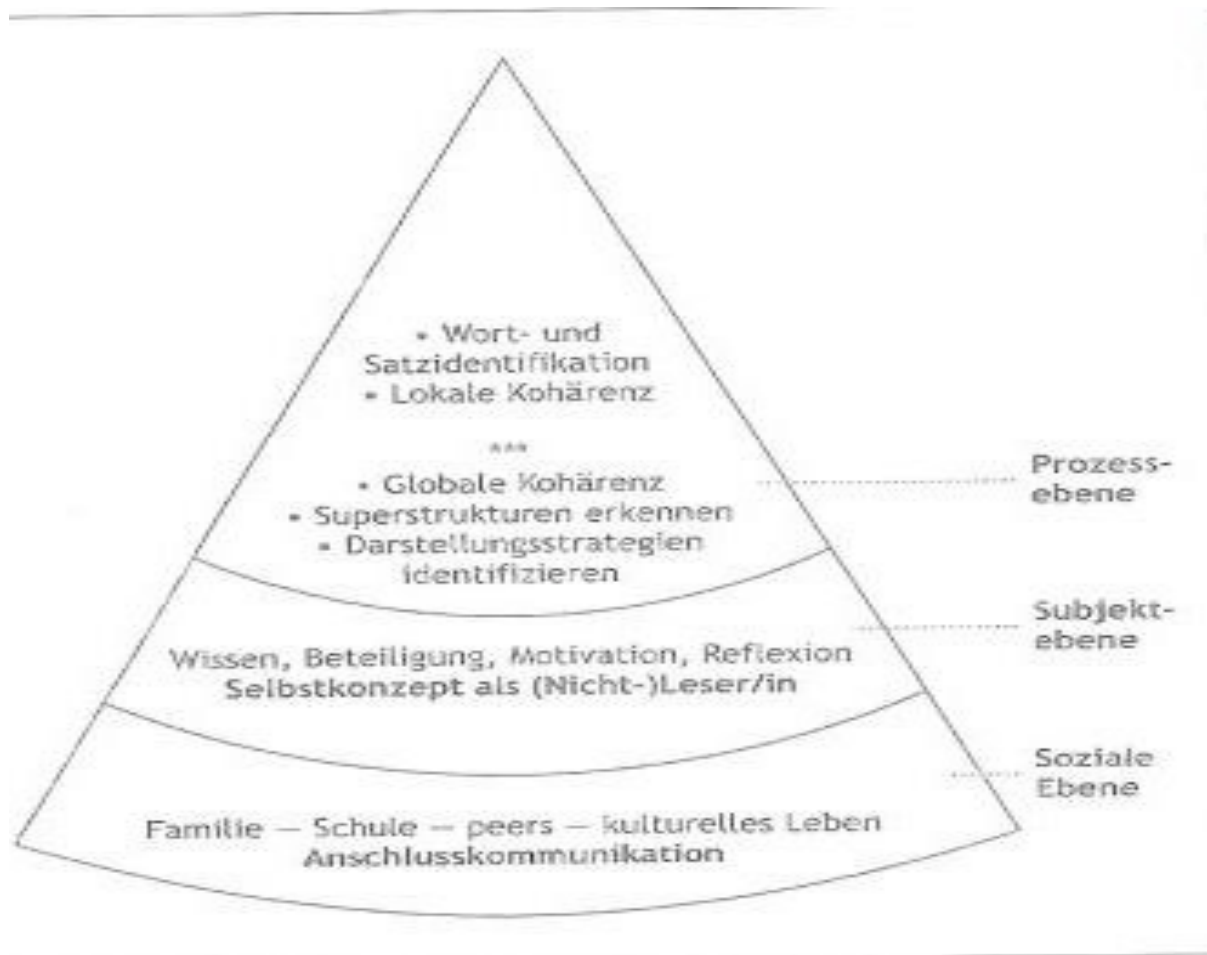 • Wort- und
Satzidentifikation
• Lokale Kohärenz
***
• Globale Kohärenz
• Superstrukturen erkennen
• Darstellungsstrategien
identifizieren
Prozess-
ebene
Wissen, Beteiligung, Motivation, Reflexion
Selbstkonzept als (Nicht-)Leser/in
Subjekt-
ebene
Familie — Schule — peers — kulturelles Leben
Anschlusskommunikation
Soziale
Ebene